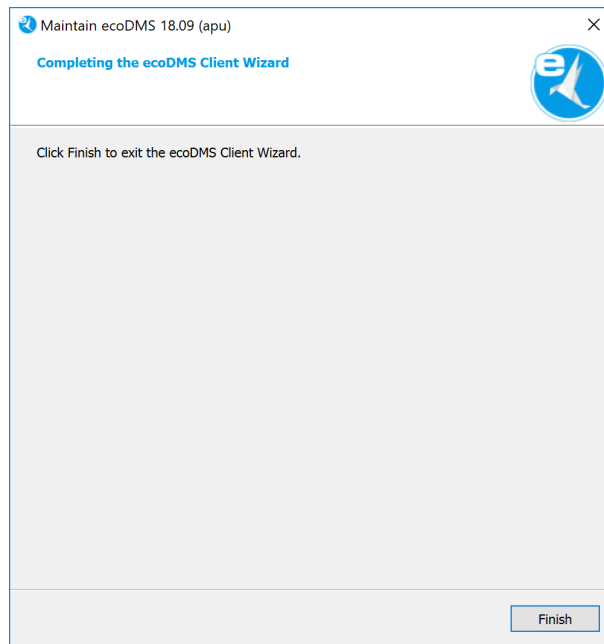 Maintain ecoDMS 18.09 (apu)
Completing the ecoDMS Client Wizard
e
Click Finish to exit the ecoDMS Client Wizard.
Finish